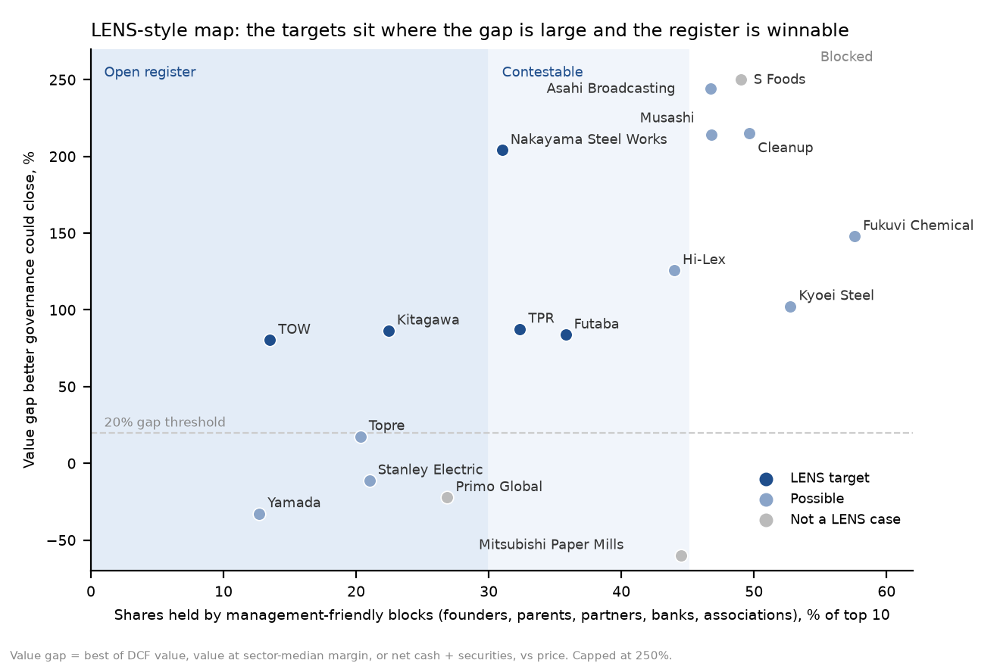 LENS-style map: the targets sit where the gap is large and the register is winnable
Open register
Contestable
Blocked
S Foods
Asahi Broadcasting
Musashi
Nakayama Steel Works
Cleanup
Fukuvi Chemical
Hi-Lex
Kyoei Steel
TOW
Kitagawa
TPR
Futaba
20% gap threshold
Topre
Stanley Electric
Primo Global
Yamada
Mitsubishi Paper Mills
LENS target
Possible
Not a LENS case
Value gap better governance could close, %
250
200
150
100
50
0
−50
0 10 20 30 40 50 60
Shares held by management-friendly blocks (founders, parents, partners, banks, associations), % of top 10
Value gap = best of DCF value, value at sector-median margin, or net cash + securities, vs price. Capped at 250%.